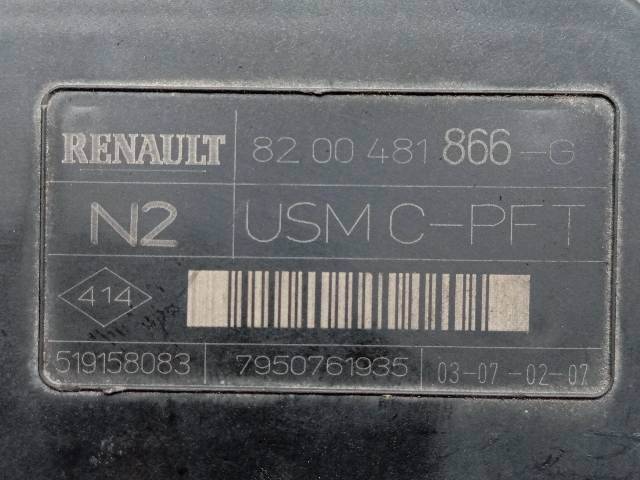 RENAULT 82 00 481 866-G
N2 USM C-PFT
414
519158083 7950761935 03-07-02-07